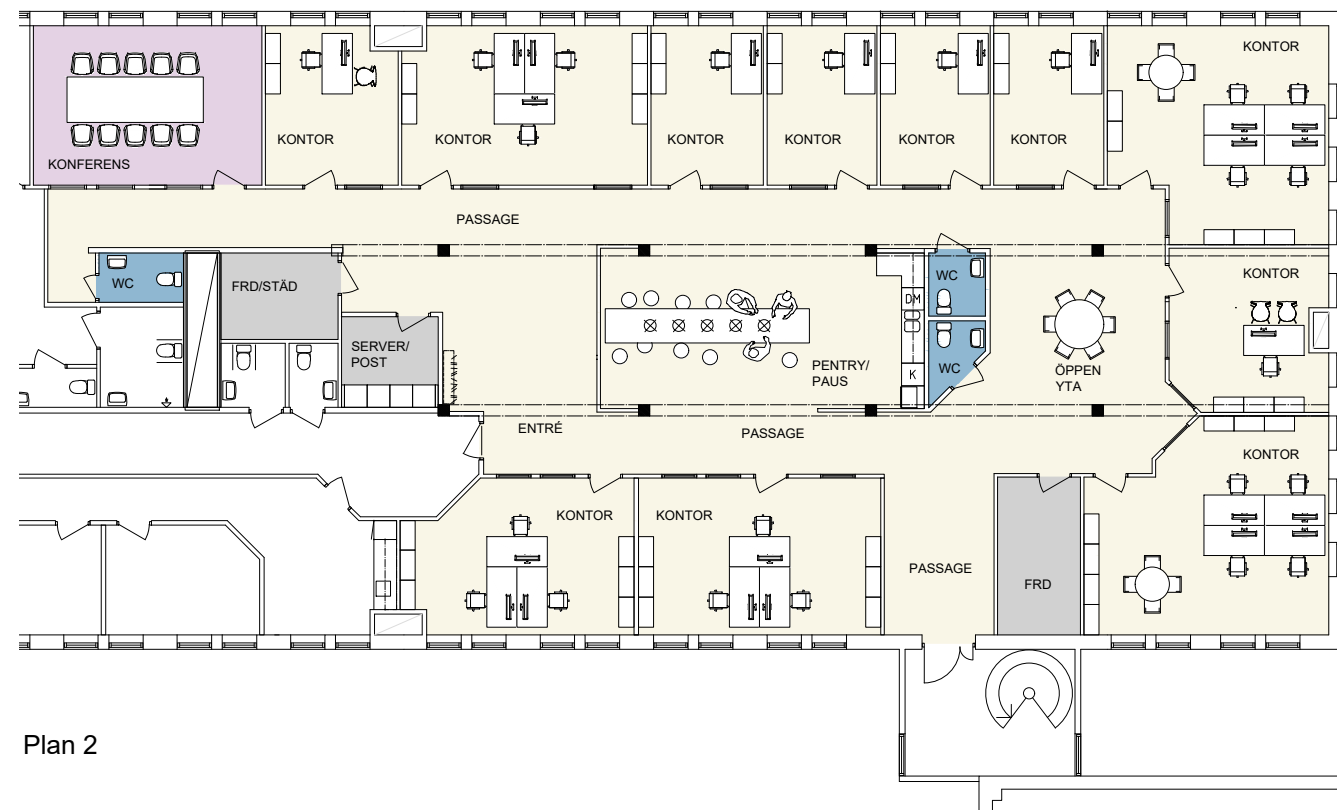 KONTOR
KONFERENS
KONTOR
KONTOR
KONTOR
KONTOR
KONTOR
KONTOR
PASSAGE
WC
FRD/STÄD
WC
KONTOR
DM
SERVER/
POST
PENTRY/
PAUS
K
WC
ÖPPEN
YTA
ENTRÉ
PASSAGE
KONTOR
KONTOR
KONTOR
PASSAGE
FRD
Plan 2